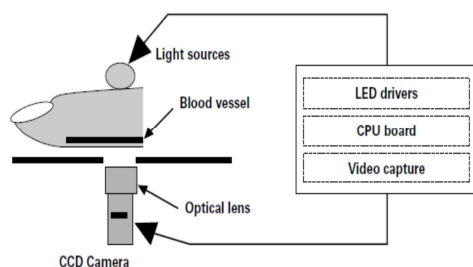 Light sources
Blood vessel
Optical lens
CCD Camera
LED drivers
CPU board
Video capture